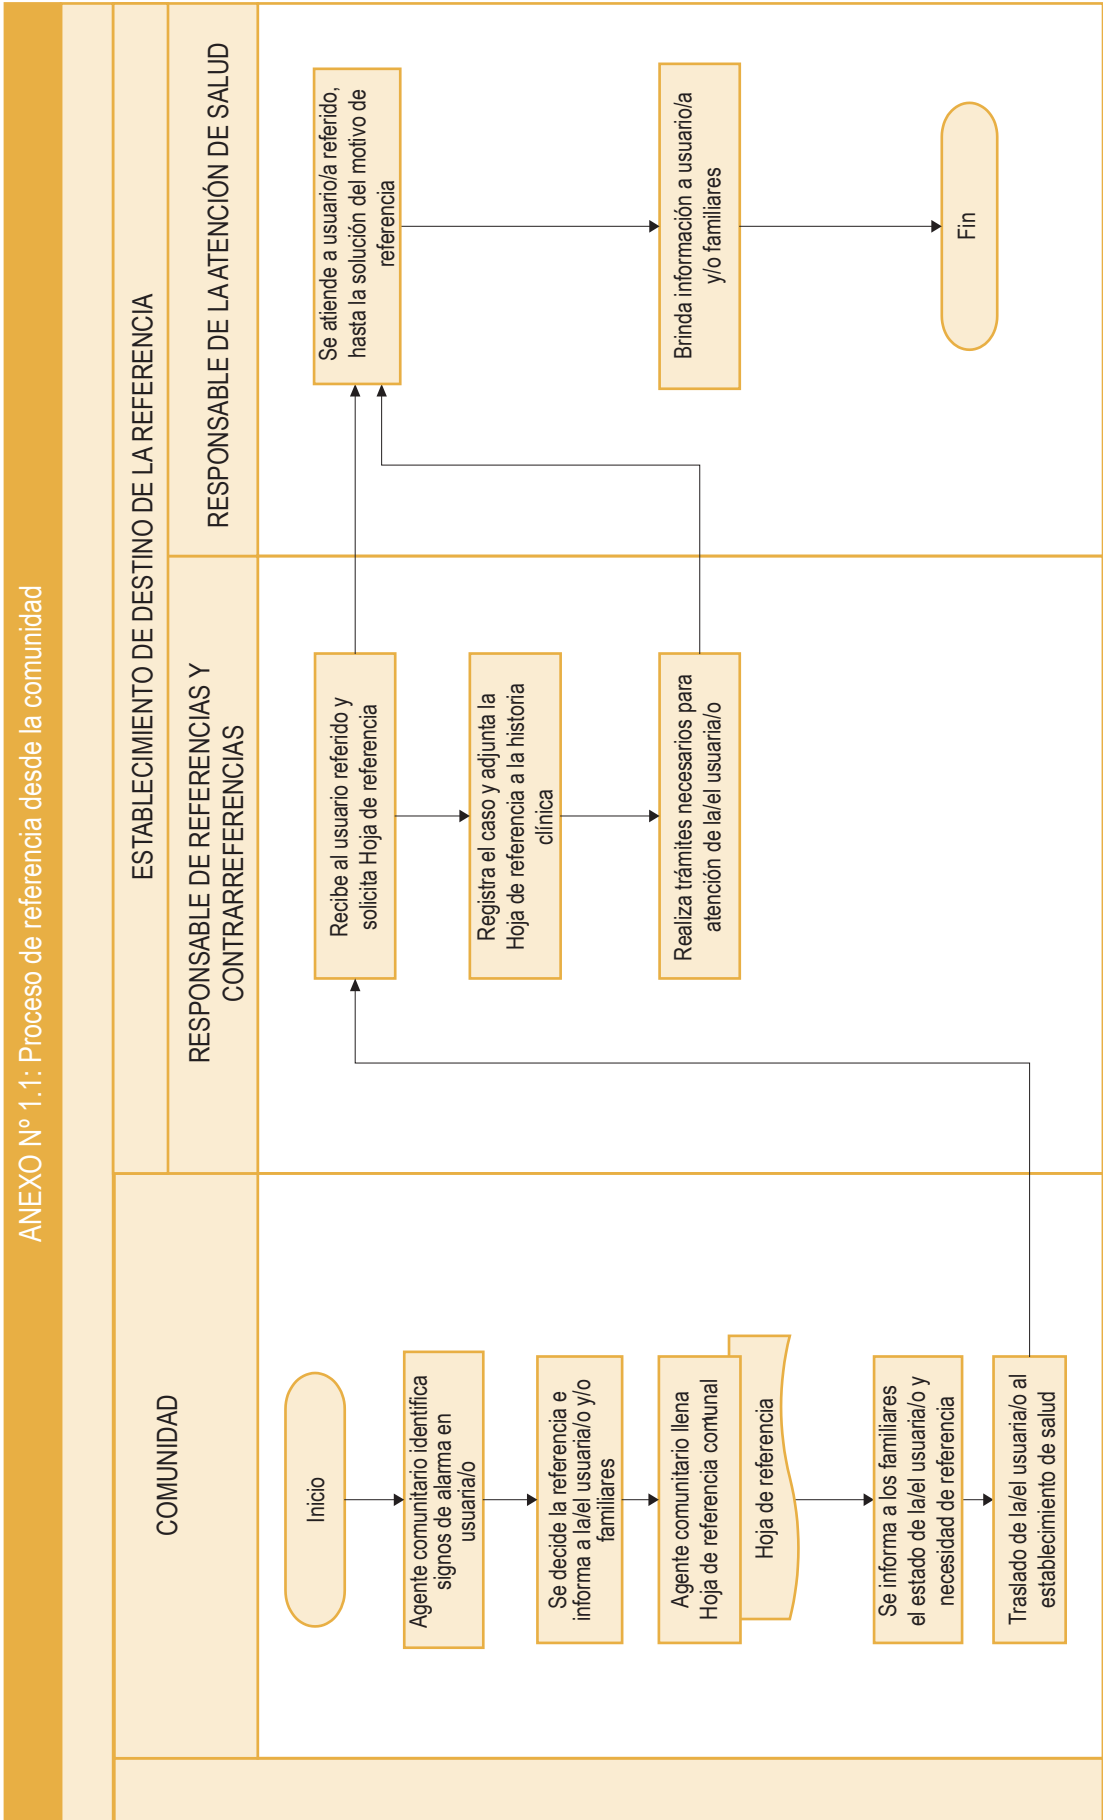 ANEXO Nº 1.1: Proceso de referencia desde la comunidad
COMUNIDAD
ESTABLECIMIENTO DE DESTINO DE LA REFERENCIA
RESPONSABLE DE REFERENCIAS Y
CONTRARREFERENCIAS
RESPONSABLE DE LA ATENCIÓN DE SALUD
Inicio
Agente comunitario identifica
signos de alarma en
usuaria/o
Se decide la referencia e
informa a la/el usuaria/o y/o
familiares
Agente comunitario llena
Hoja de referencia comunal
Hoja de referencia
Se informa a los familiares
el estado de la/el usuaria/o y
necesidad de referencia
Traslado de la/el usuaria/o al
establecimiento de salud
Recibe al usuario referido y
solicita Hoja de referencia
Registra el caso y adjunta la
Hoja de referencia a la historia
clínica
Realiza trámites necesarios para
atención de la/el usuaria/o
Se atiende a usuario/a referido,
hasta la solución del motivo de
referencia
Brinda información a usuario/a
y/o familiares
Fin